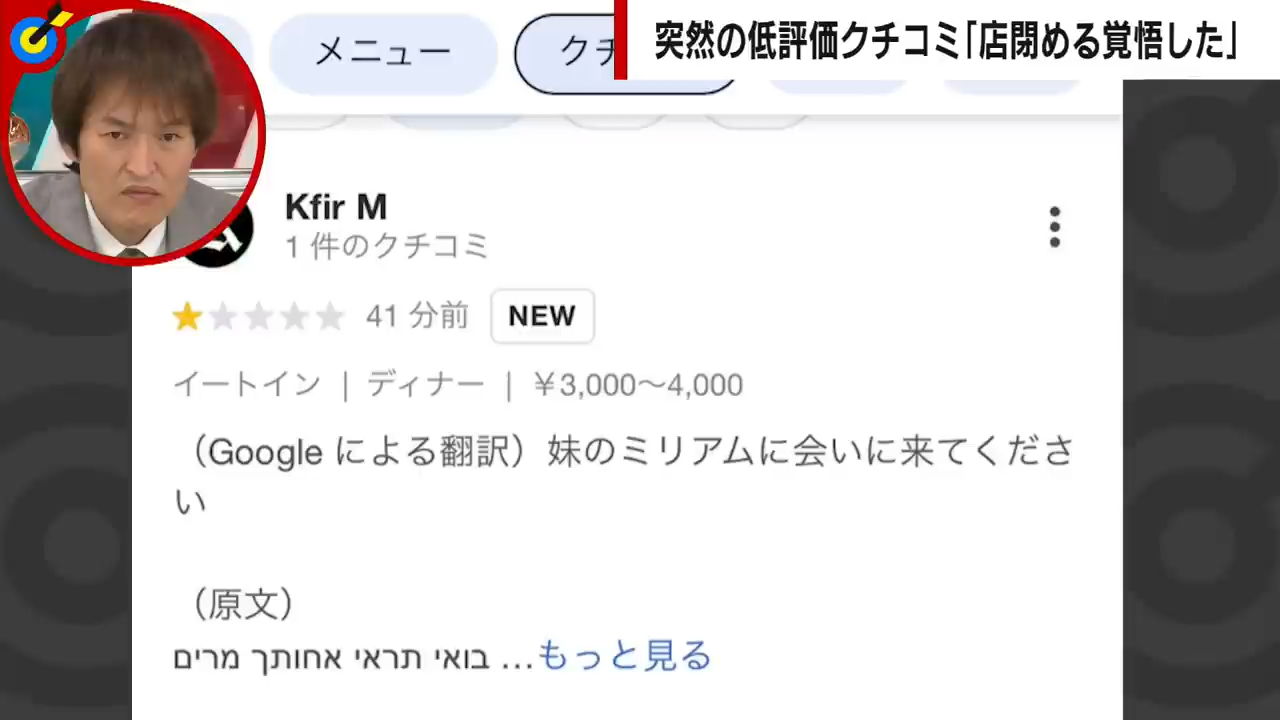 突然の低評価クチコミ「店閉める覚悟した」
メニュー
クチ
Kfir M
1 件のクチコミ
41 分前 NEW
イートイン | ディナー | ￥3,000〜4,000
（Google による翻訳）妹のミリアムに会いに来てくださ
い
（原文）
בואי תראי אחותך מרים ...もっと見る